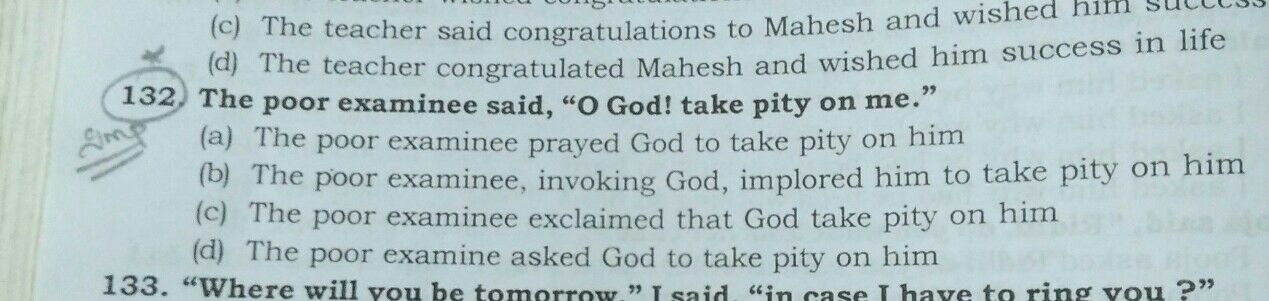 (c) The teacher said congratulations to Mahesh and wished him success
(d) The teacher congratulated Mahesh and wished him success in life
132. The poor examinee said, “O God! take pity on me.”
Imp
(a) The poor examinee prayed God to take pity on him
(b) The poor examinee, invoking God, implored him to take pity on him
(c) The poor examinee exclaimed that God take pity on him
(d) The poor examine asked God to take pity on him
133. “Where will you be tomorrow,” I said, “in case I have to ring you ?”